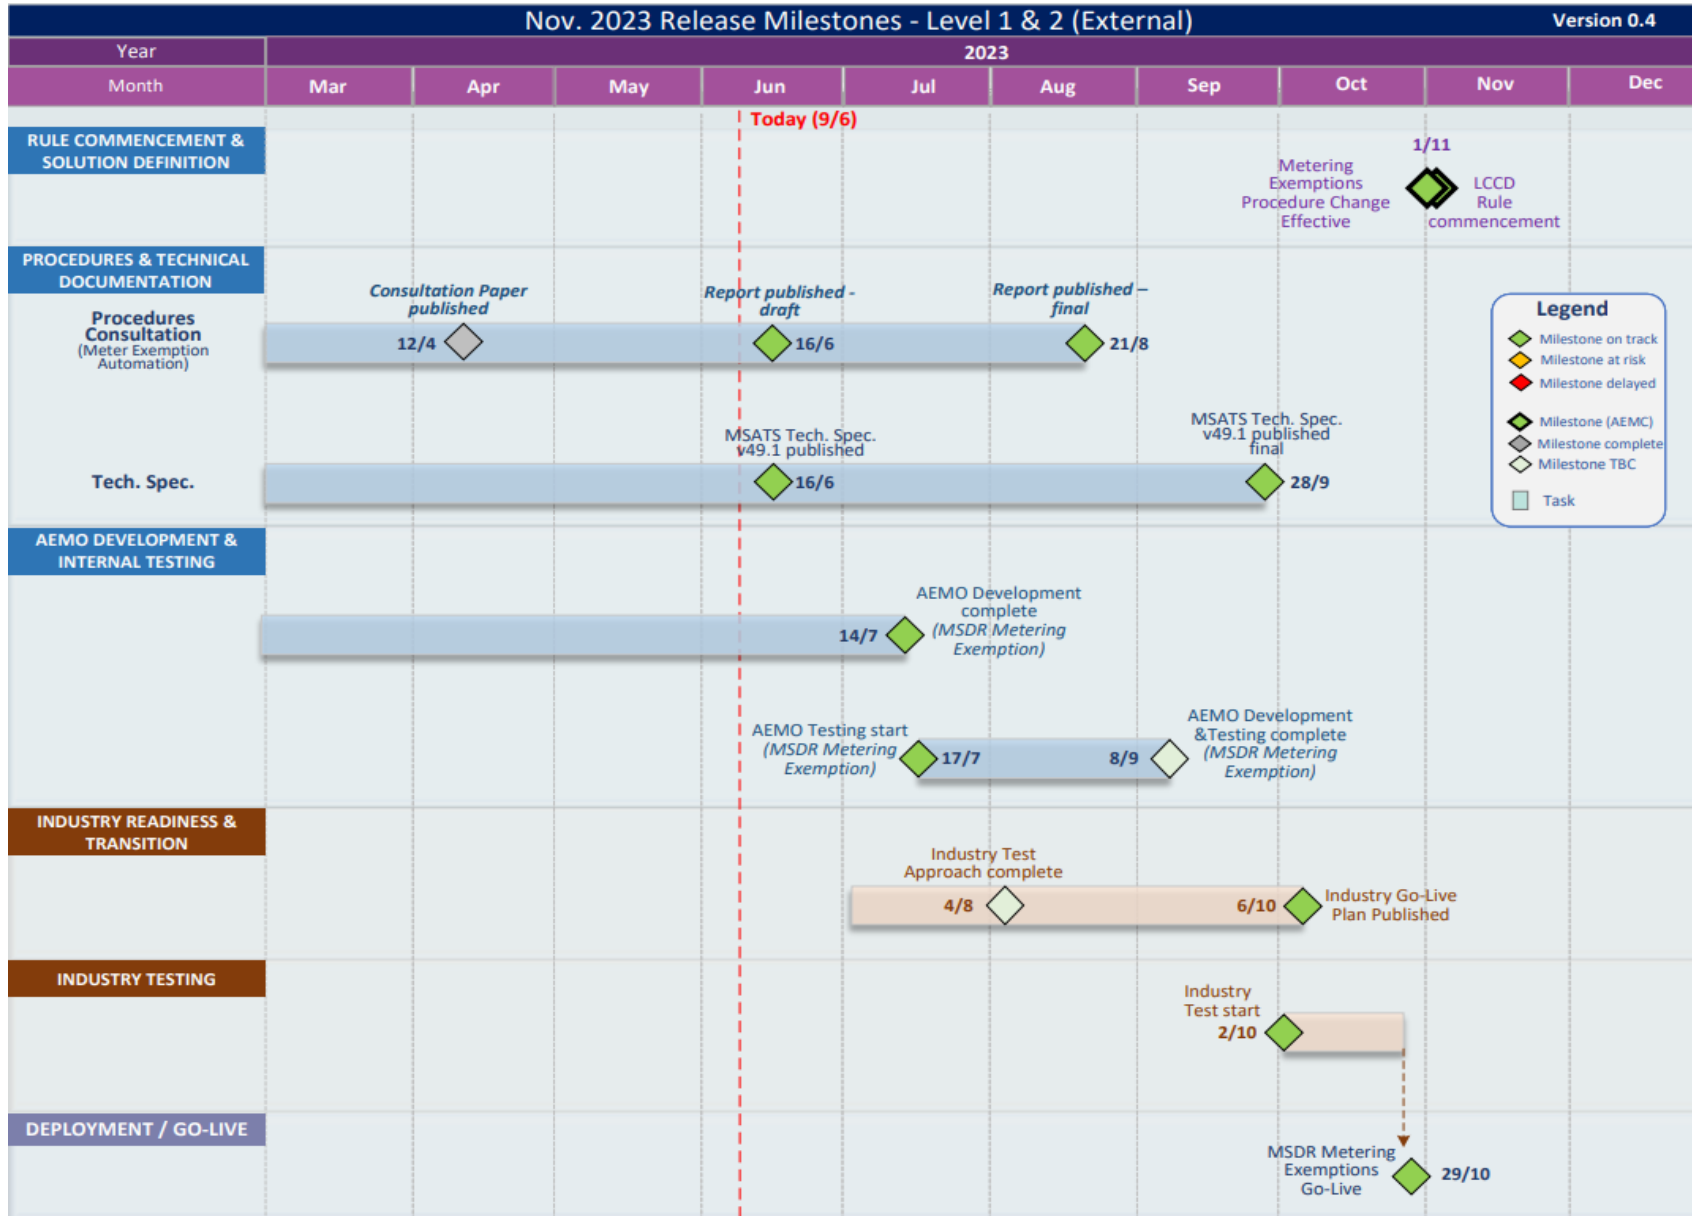 Nov. 2023 Release Milestones - Level 1 & 2 (External)
Version 0.4
Year
2023
Month
Mar
Apr
May
Jun
Jul
Aug
Sep
Oct
Nov
Dec
Today (9/6)
RULE COMMENCEMENT &
SOLUTION DEFINITION
1/11
Metering
Exemptions
Procedure Change
Effective
LCCD
Rule
commencement
PROCEDURES & TECHNICAL
DOCUMENTATION
Procedures
Consultation
(Meter Exemption
Automation)
Consultation Paper
published
12/4
Report published -
draft
16/6
Report published –
final
21/8
Legend
Milestone on track
Milestone at risk
Milestone delayed
Milestone (AEMC)
Milestone complete
Milestone TBC
Task
Tech. Spec.
MSATS Tech. Spec.
v49.1 published
16/6
MSATS Tech. Spec.
v49.1 published
final
28/9
AEMO DEVELOPMENT &
INTERNAL TESTING
14/7
AEMO Development
complete
(MSDR Metering
Exemption)
AEMO Testing start
(MSDR Metering
Exemption)
17/7
8/9
AEMO Development
&Testing complete
(MSDR Metering
Exemption)
INDUSTRY READINESS &
TRANSITION
Industry Test
Approach complete
4/8
6/10
Industry Go-Live
Plan Published
INDUSTRY TESTING
Industry
Test start
2/10
DEPLOYMENT / GO-LIVE
MSDR Metering
Exemptions
Go-Live
29/10